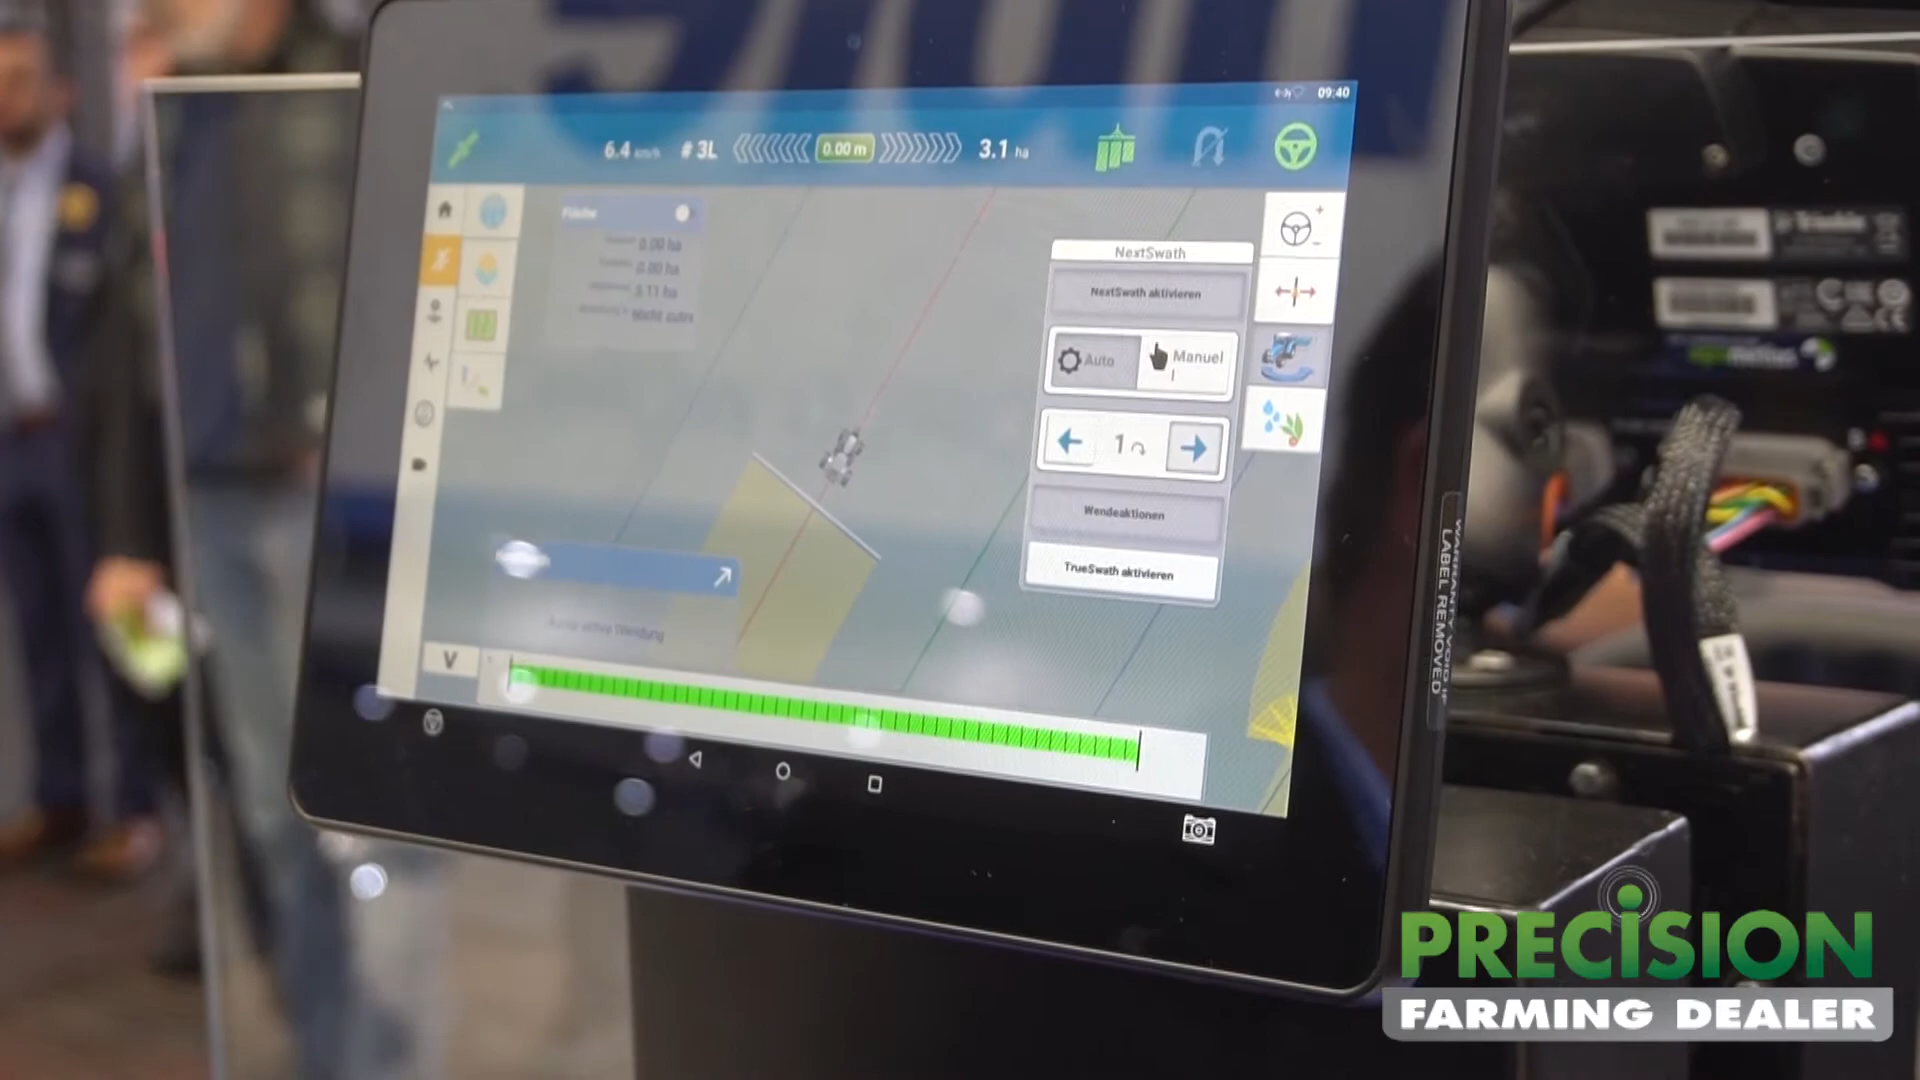 09:40
6.4 km/h
# 3L
0.00 m
3.1 ha
Fläche
0.00 ha
0.00 ha
3.11 ha
Nicht zutre
NextSwath
NextSwath aktivieren
Auto
Manuel
l
1
Wendeaktionen
TrueSwath aktivieren
V
WARRANTY VOID IF
LABEL REMOVED
Trimble
PRECISION
FARMING DEALER